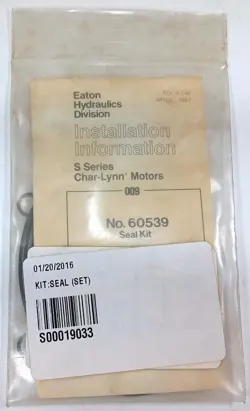 Eaton
Hydraulics
Division
Installation
Information
S Series
Char-Lynn® Motors
009
No. 60539
Seal Kit
01/20/2016
KIT:SEAL (SET)
S00019033